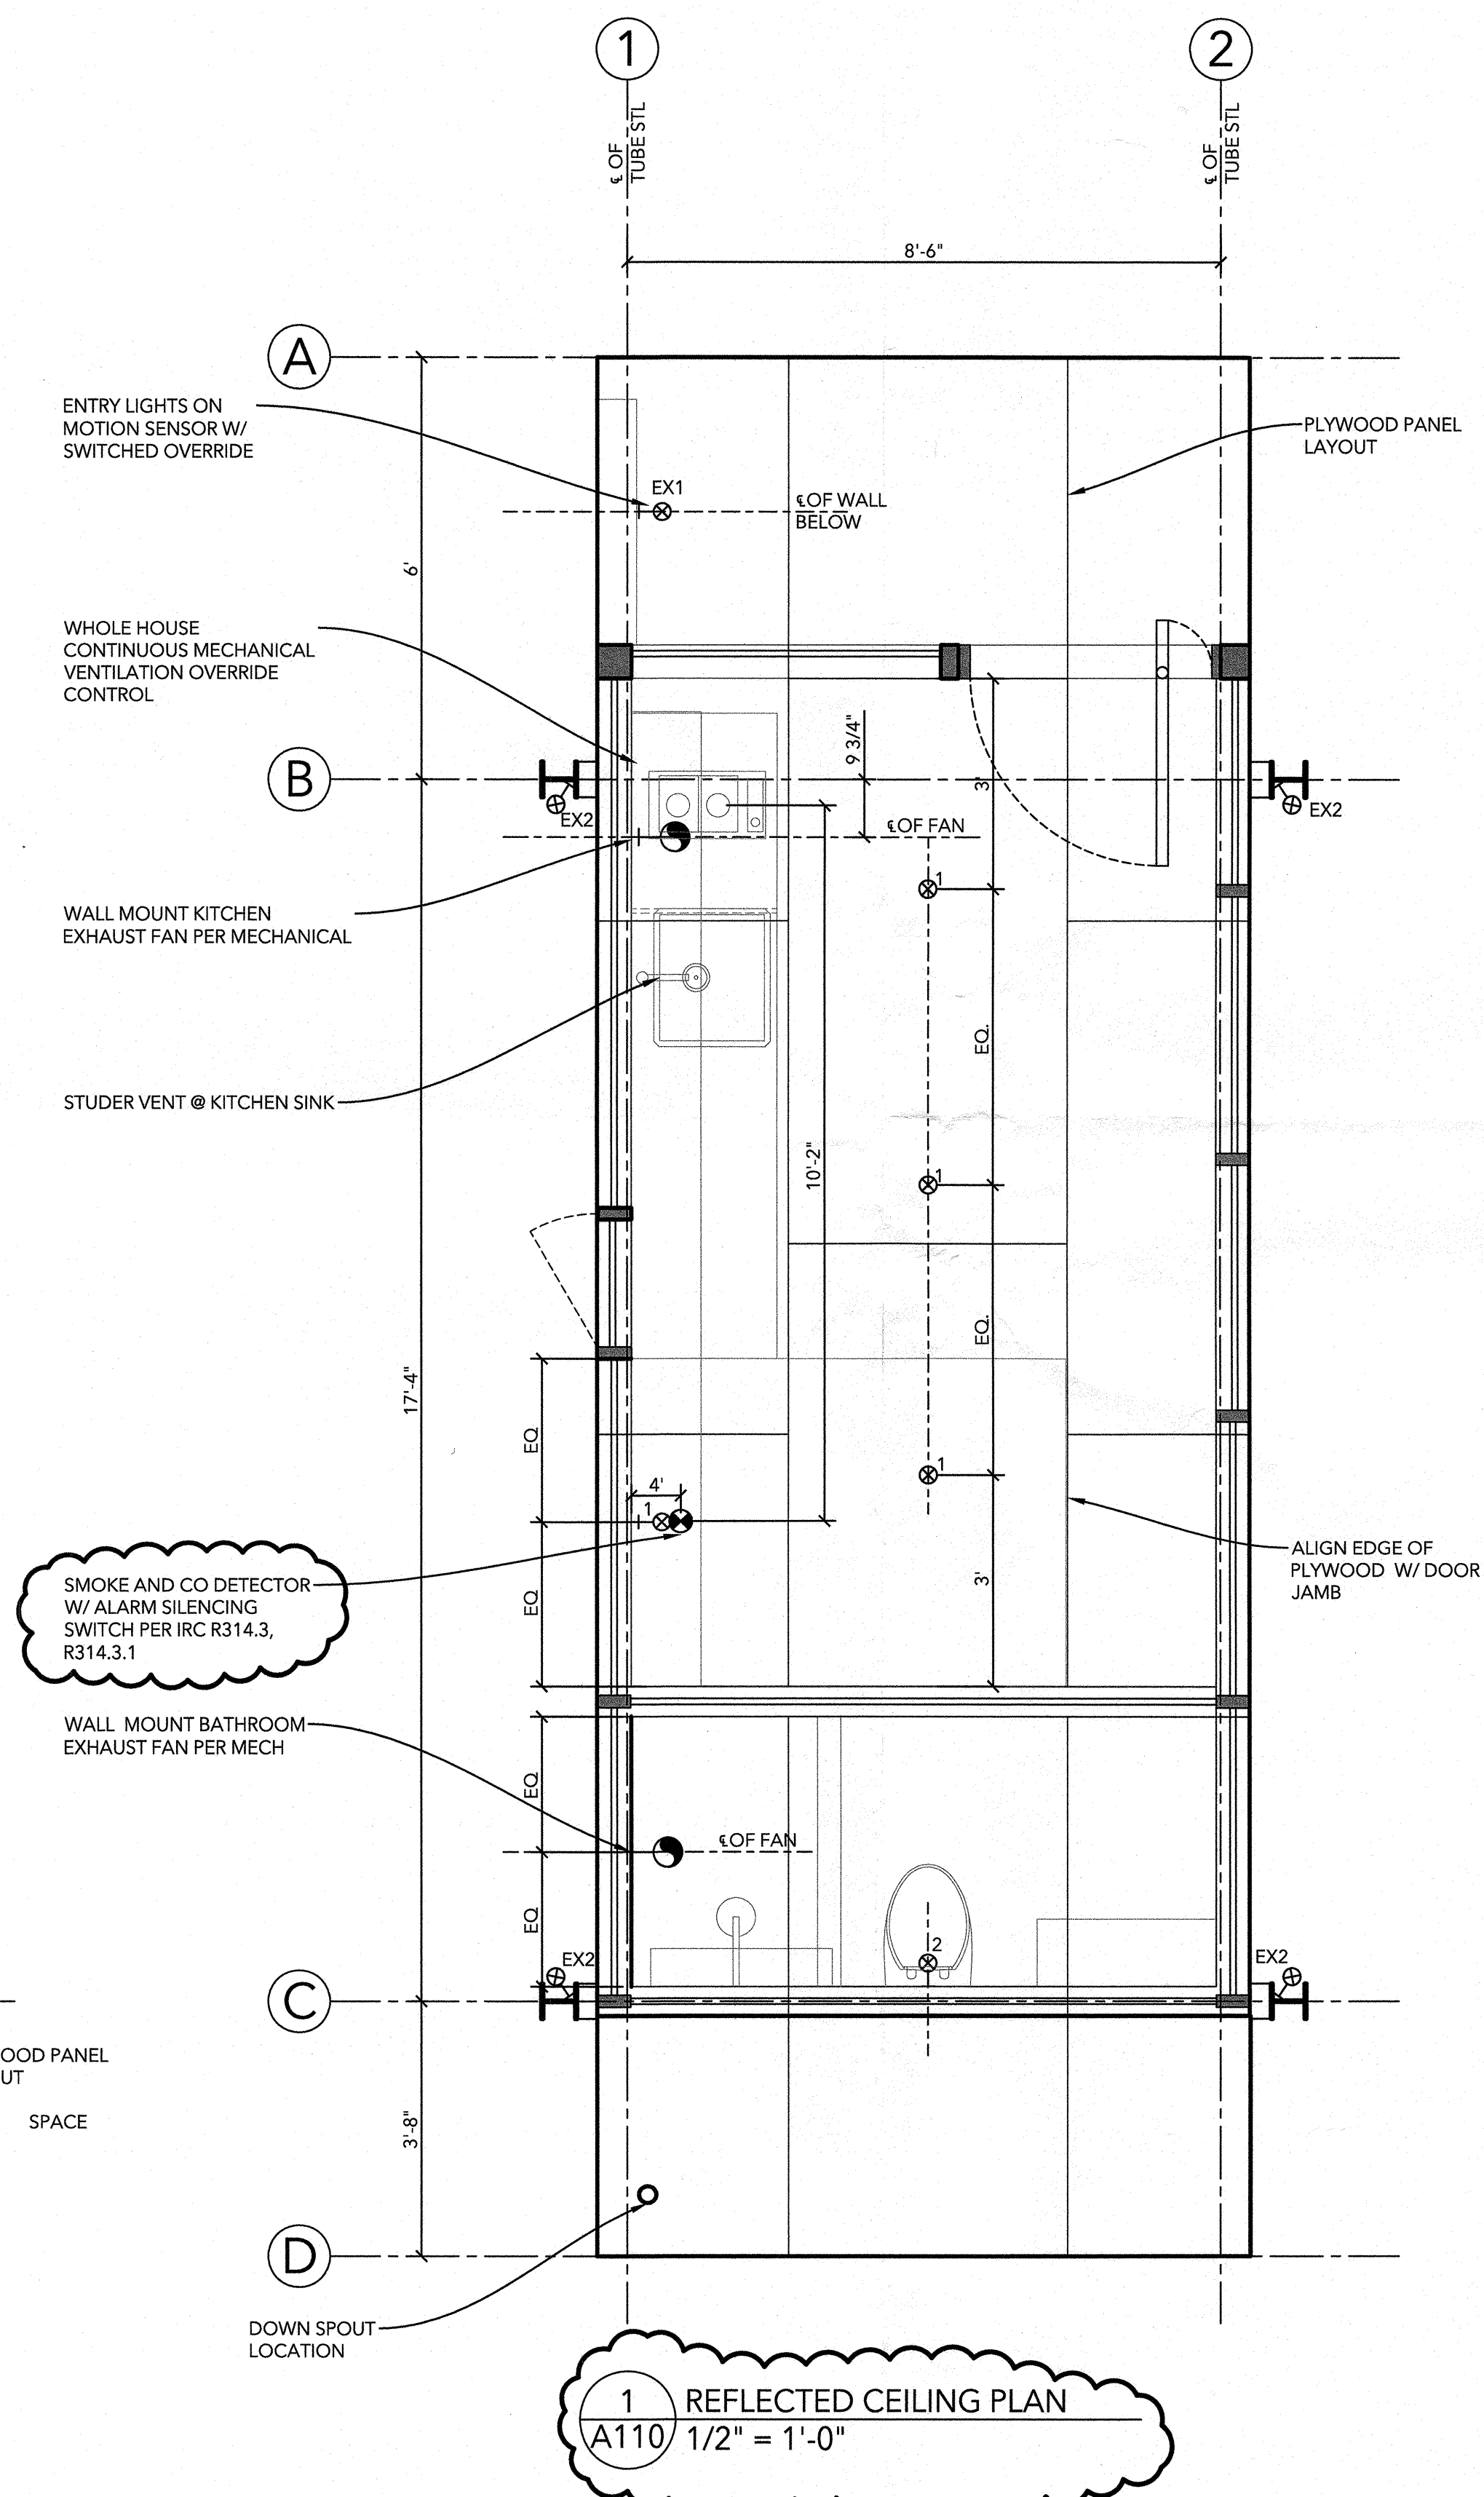 1
2
℄ OF
TUBE STL
℄ OF
TUBE STL
8'-6"
A
ENTRY LIGHTS ON
MOTION SENSOR W/
SWITCHED OVERRIDE
PLYWOOD PANEL
LAYOUT
EX1
℄ OF WALL
BELOW
6'
WHOLE HOUSE
CONTINUOUS MECHANICAL
VENTILATION OVERRIDE
CONTROL
9 3/4"
B
3'
EX2
EX2
℄ OF FAN
1
WALL MOUNT KITCHEN
EXHAUST FAN PER MECHANICAL
EQ.
STUDER VENT @ KITCHEN SINK
10'-2"
1
EQ.
17'-4"
EQ
1
4'
1
ALIGN EDGE OF
PLYWOOD W/ DOOR
JAMB
SMOKE AND CO DETECTOR
W/ ALARM SILENCING
SWITCH PER IRC R314.3,
R314.3.1
EQ
3'
WALL MOUNT BATHROOM
EXHAUST FAN PER MECH
EQ
℄ OF FAN
EQ
2
EX2
EX2
C
OOD PANEL
UT
SPACE
3'-8"
D
DOWN SPOUT
LOCATION
1
REFLECTED CEILING PLAN
A110
1/2" = 1'-0"